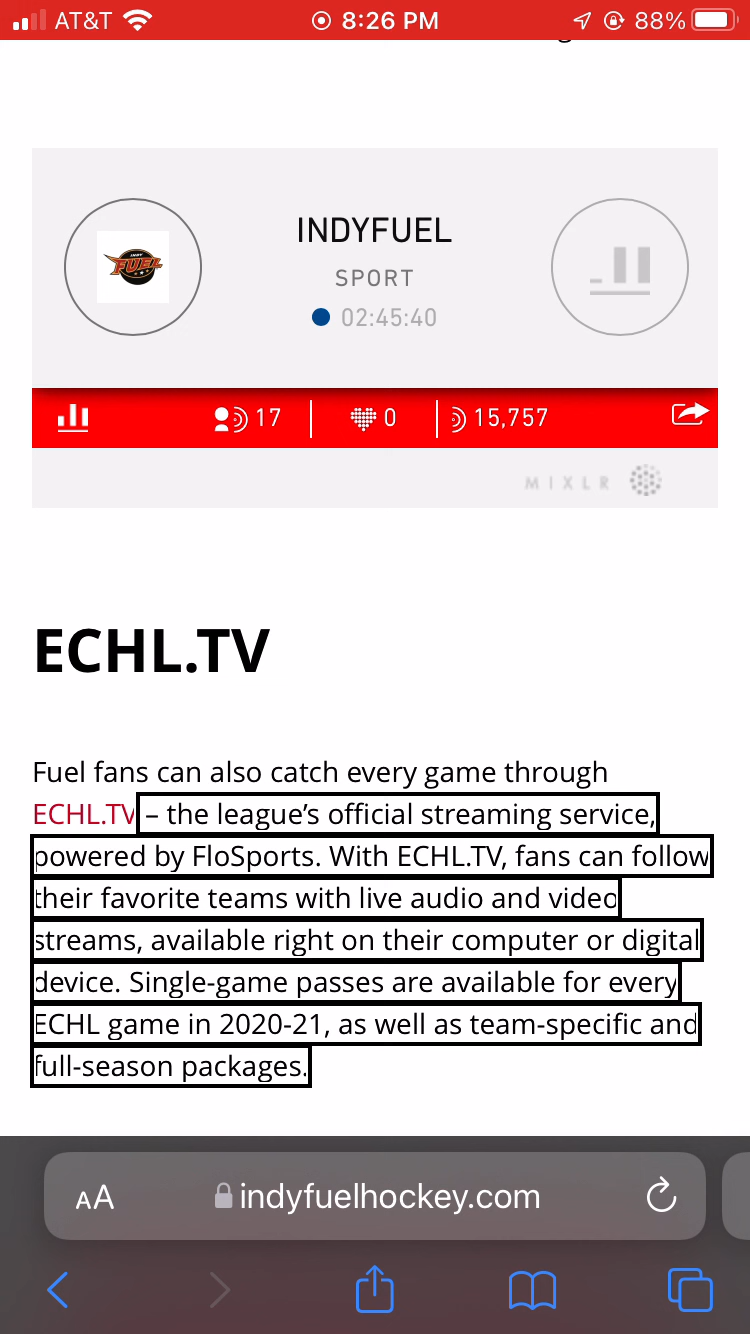 AT&T 8:26 PM 88%
INDYFUEL
SPORT
02:45:40
INDY
FUEL
17 0 15,757
MIXLR
ECHL.TV
Fuel fans can also catch every game through
ECHL.TV – the league’s official streaming service,
powered by FloSports. With ECHL.TV, fans can follow
their favorite teams with live audio and video
streams, available right on their computer or digital
device. Single-game passes are available for every
ECHL game in 2020-21, as well as team-specific and
full-season packages.
AA indyfuelhockey.com